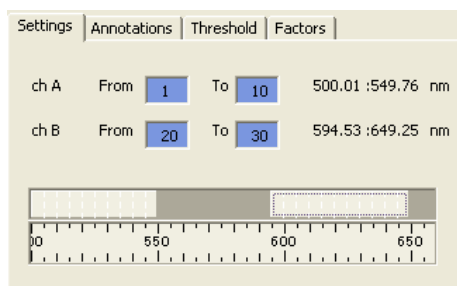 Settings Annotations Threshold Factors
ch A From 1 To 10 500.01 :549.76 nm
ch B From 20 To 30 594.53 :649.25 nm
00 550 600 650